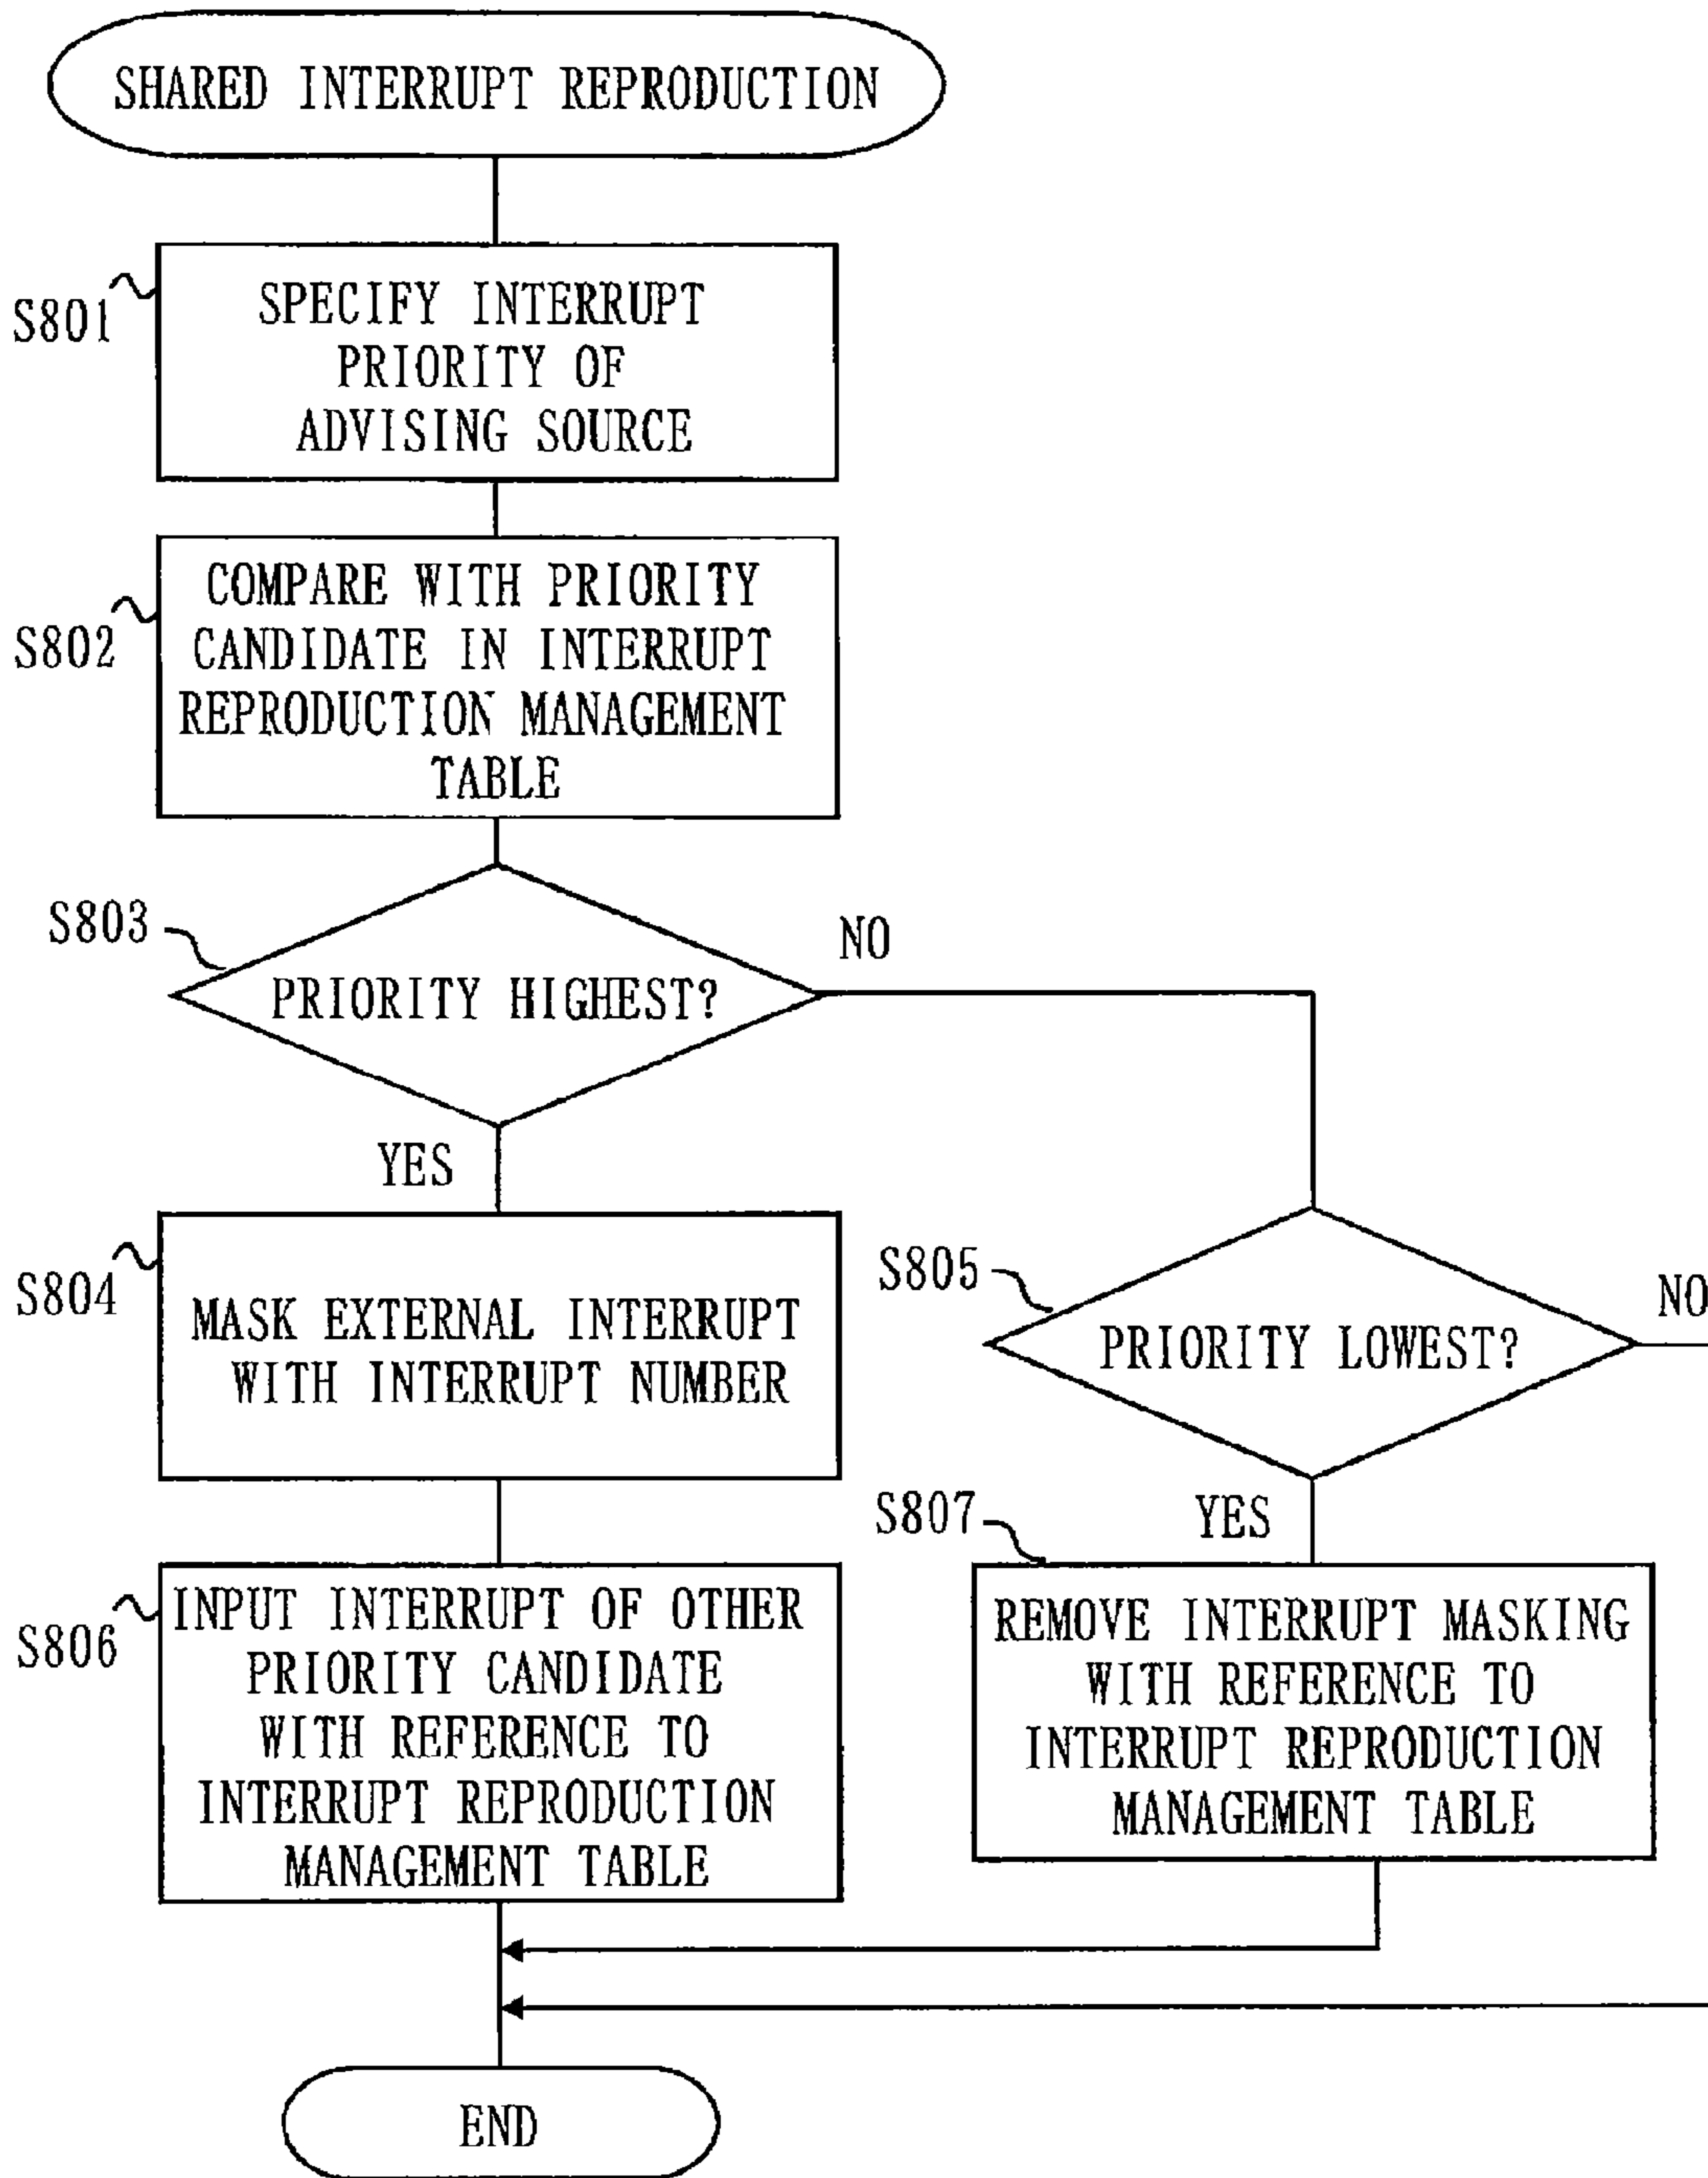 SHARED INTERRUPT REPRODUCTION
S801
SPECIFY INTERRUPT
PRIORITY OF
ADVISING SOURCE
S802
COMPARE WITH PRIORITY
CANDIDATE IN INTERRUPT
REPRODUCTION MANAGEMENT
TABLE
S803
PRIORITY HIGHEST?
NO
YES
S804
MASK EXTERNAL INTERRUPT
WITH INTERRUPT NUMBER
S805
PRIORITY LOWEST?
NO
YES
S806
INPUT INTERRUPT OF OTHER
PRIORITY CANDIDATE
WITH REFERENCE TO
INTERRUPT REPRODUCTION
MANAGEMENT TABLE
S807
REMOVE INTERRUPT MASKING
WITH REFERENCE TO
INTERRUPT REPRODUCTION
MANAGEMENT TABLE
END